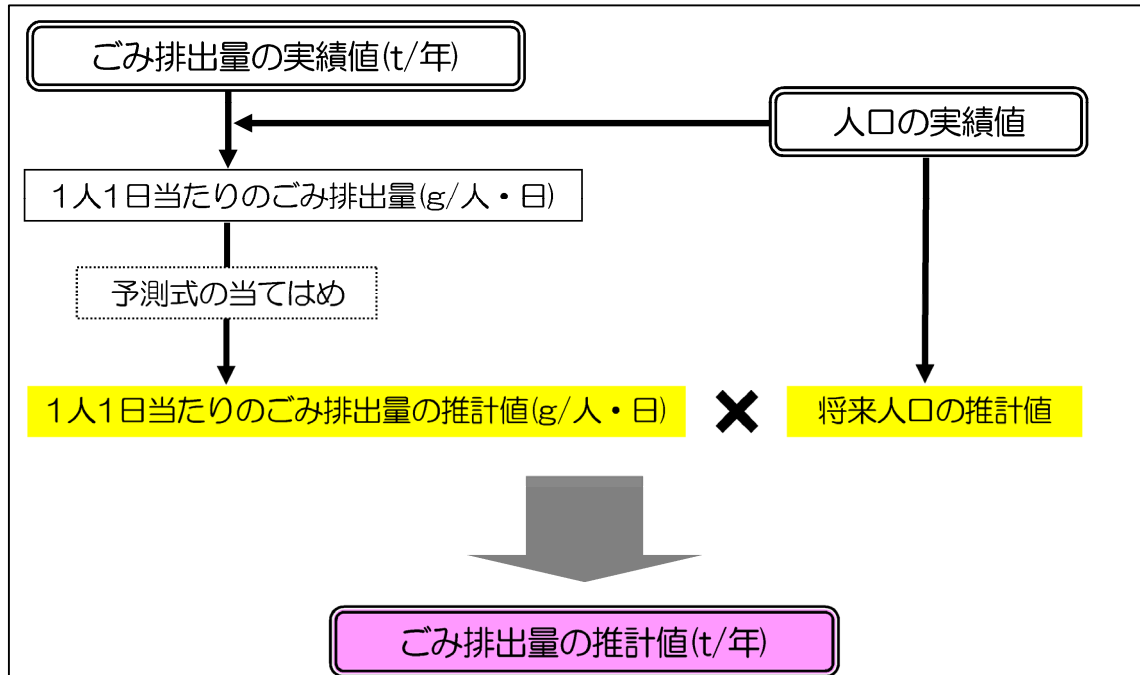 ごみ排出量の実績値(t/年)
人口の実績値
1人1日当たりのごみ排出量(g/人・日)
予測式の当てはめ
1人1日当たりのごみ排出量の推計値(g/人・日)
×
将来人口の推計値
ごみ排出量の推計値(t/年)